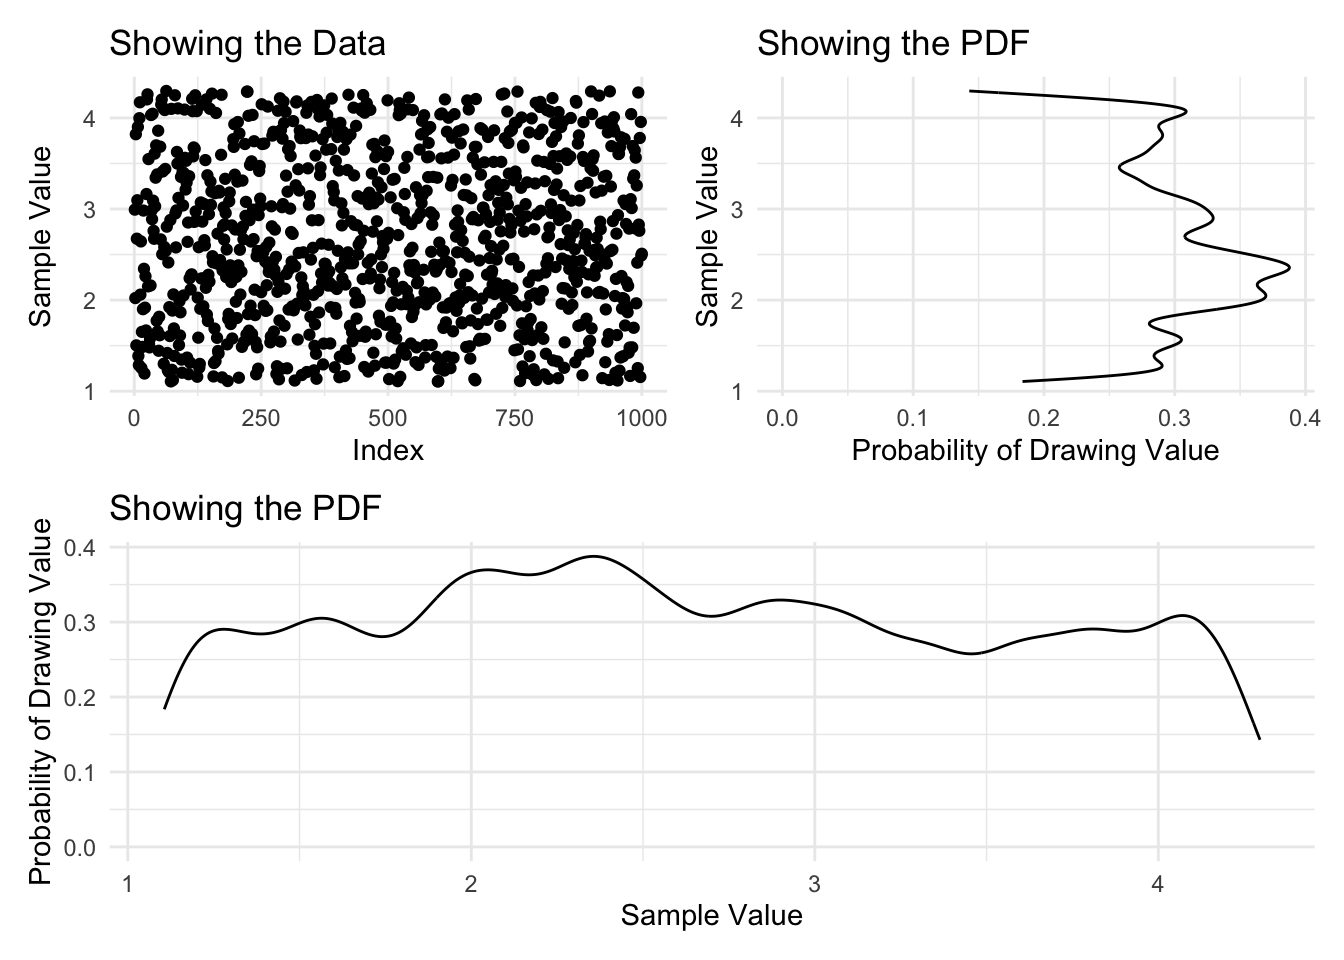 Showing the Data
Sample Value
4
3
2
1
0 250 500 750 1000
Index
Showing the PDF
Sample Value
4
3
2
1
0.0 0.1 0.2 0.3 0.4
Probability of Drawing Value
Showing the PDF
Probability of Drawing Value
0.4
0.3
0.2
0.1
0.0
1 2 3 4
Sample Value